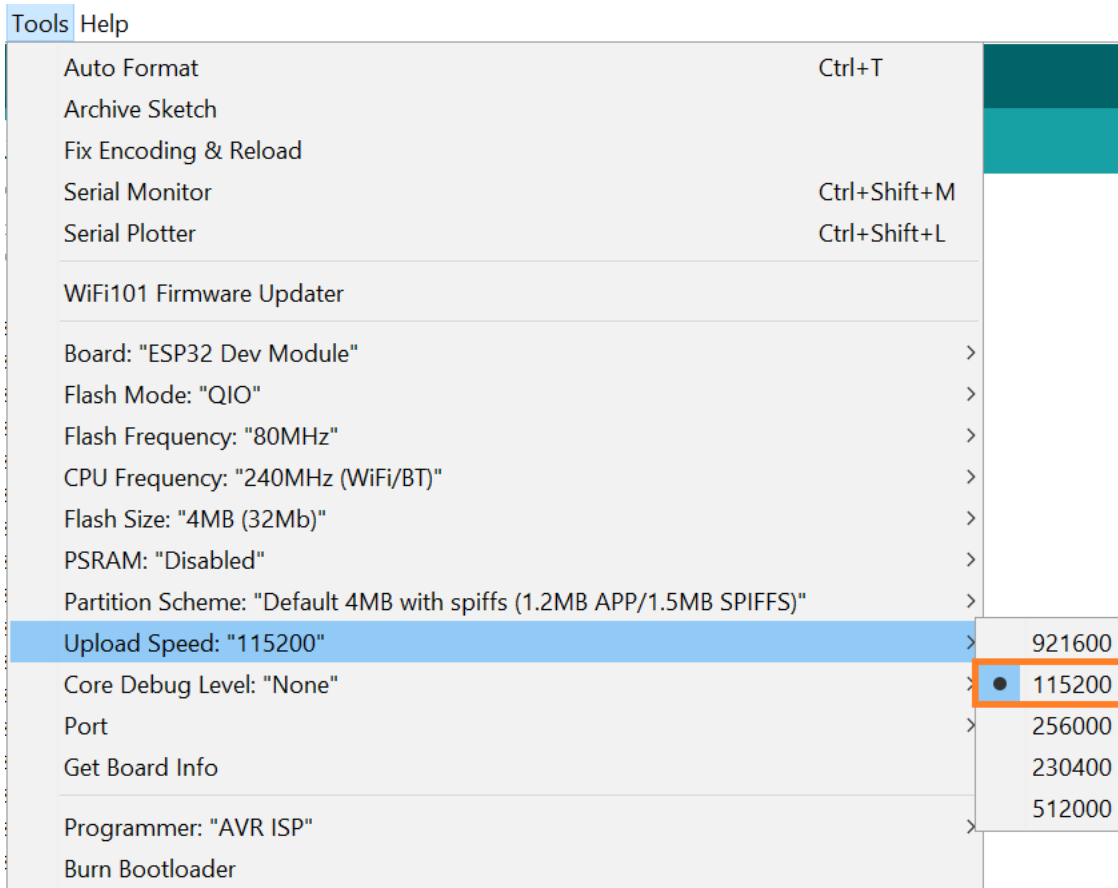 Tools Help
Auto Format Ctrl+T
Archive Sketch
Fix Encoding & Reload
Serial Monitor Ctrl+Shift+M
Serial Plotter Ctrl+Shift+L
WiFi101 Firmware Updater
Board: "ESP32 Dev Module"
Flash Mode: "QIO"
Flash Frequency: "80MHz"
CPU Frequency: "240MHz (WiFi/BT)"
Flash Size: "4MB (32Mb)"
PSRAM: "Disabled"
Partition Scheme: "Default 4MB with spiffs (1.2MB APP/1.5MB SPIFFS)"
Upload Speed: "115200"
Core Debug Level: "None"
Port
Get Board Info
Programmer: "AVR ISP"
Burn Bootloader
921600
115200
256000
230400
512000